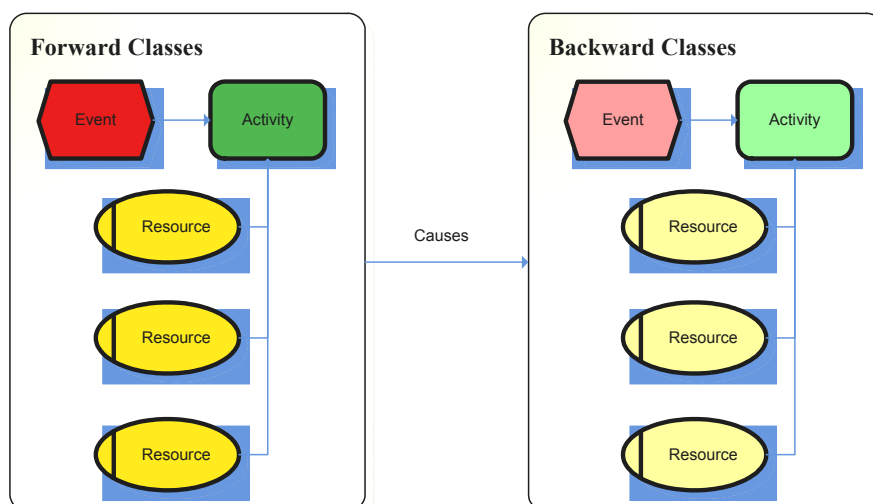 Forward Classes
Event
Activity
Resource
Resource
Resource
Causes
Backward Classes
Event
Activity
Resource
Resource
Resource